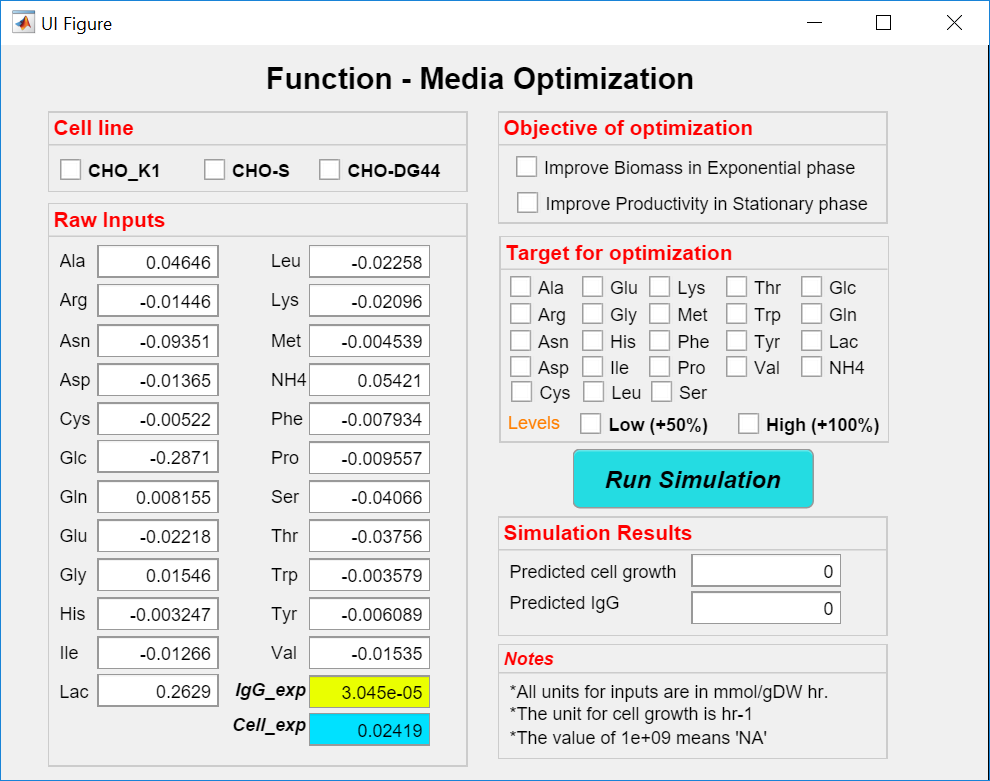 UI Figure
Function - Media Optimization
Cell line
CHO_K1 CHO-S CHO-DG44
Raw Inputs
Ala 0.04646 Leu -0.02258
Arg -0.01446 Lys -0.02096
Asn -0.09351 Met -0.004539
Asp -0.01365 NH4 0.05421
Cys -0.00522 Phe -0.007934
Glc -0.2871 Pro -0.009557
Gln 0.008155 Ser -0.04066
Glu -0.02218 Thr -0.03756
Gly 0.01546 Trp -0.003579
His -0.003247 Tyr -0.006089
Ile -0.01266 Val -0.01535
Lac 0.2629 IgG_exp 3.045e-05
Cell_exp 0.02419
Objective of optimization
Improve Biomass in Exponential phase
Improve Productivity in Stationary phase
Target for optimization
Ala Glu Lys Thr Glc
Arg Gly Met Trp Gln
Asn His Phe Tyr Lac
Asp Ile Pro Val NH4
Cys Leu Ser
Levels Low (+50%) High (+100%)
Run Simulation
Simulation Results
Predicted cell growth 0
Predicted IgG 0
Notes
*All units for inputs are in mmol/gDW hr.
*The unit for cell growth is hr-1
*The value of 1e+09 means 'NA'